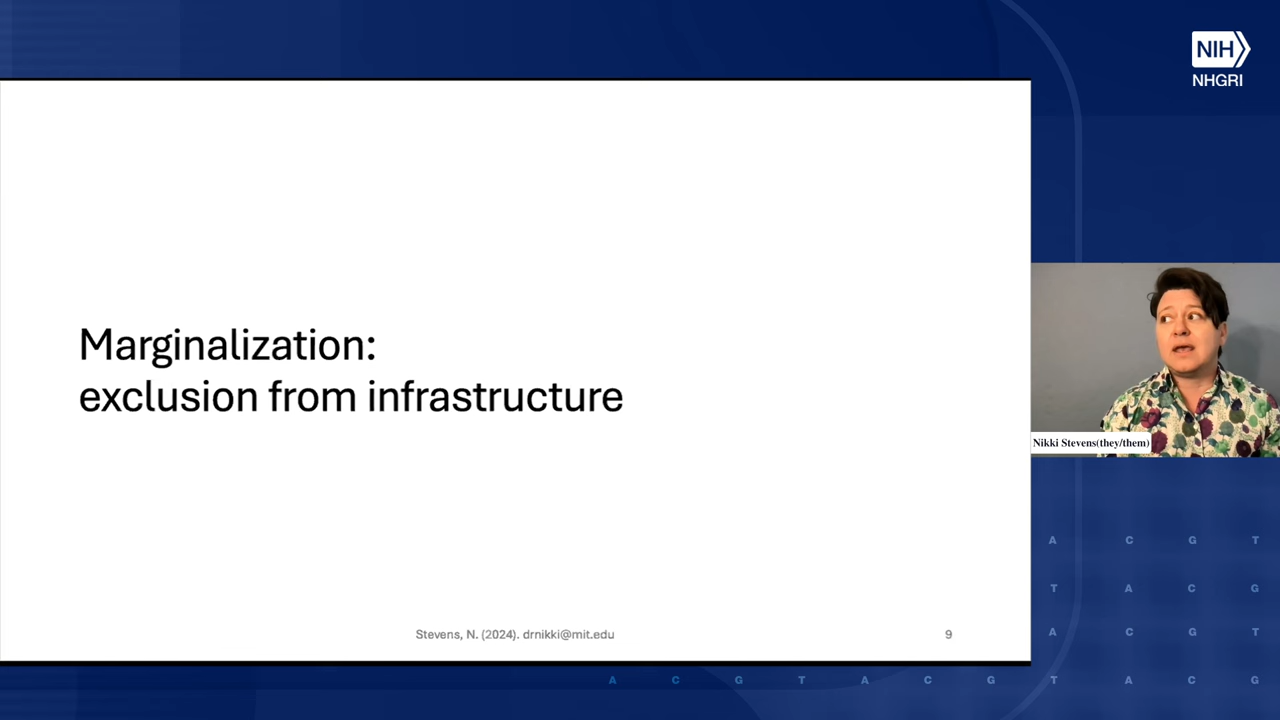 NIH
NHGRI
Marginalization:
exclusion from infrastructure
Nikki Stevens(they/them)
Stevens, N. (2024). drnikki@mit.edu
9
A C G T
T A C G
A C G T
A C G T A C G T A C G